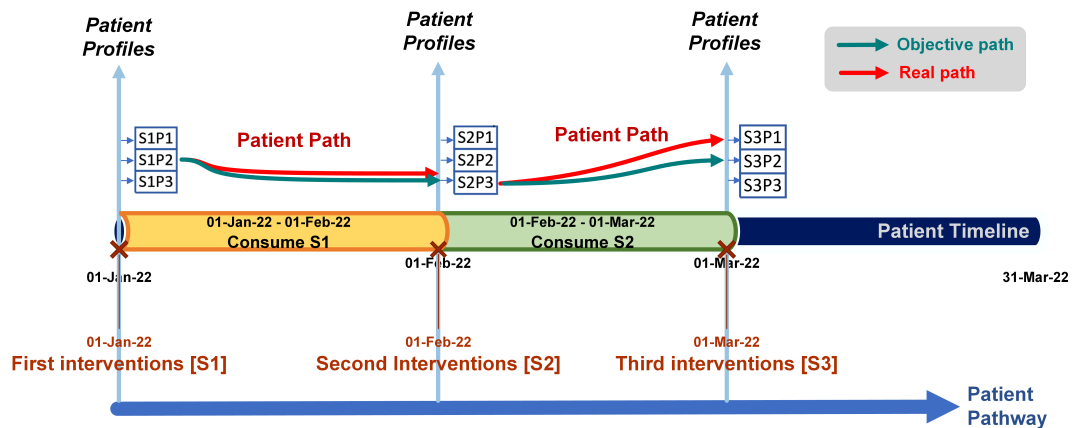 Patient
Profiles
Patient
Profiles
Patient
Profiles
Objective path
Real path
S1P1
S1P2
S1P3
Patient Path
S2P1
S2P2
S2P3
Patient Path
S3P1
S3P2
S3P3
01-Jan-22 - 01-Feb-22
Consume S1
01-Feb-22 - 01-Mar-22
Consume S2
Patient Timeline
01-Jan-22
01-Feb-22
01-Mar-22
31-Mar-22
01-Jan-22
First interventions [S1]
01-Feb-22
Second Interventions [S2]
01-Mar-22
Third interventions [S3]
Patient
Pathway